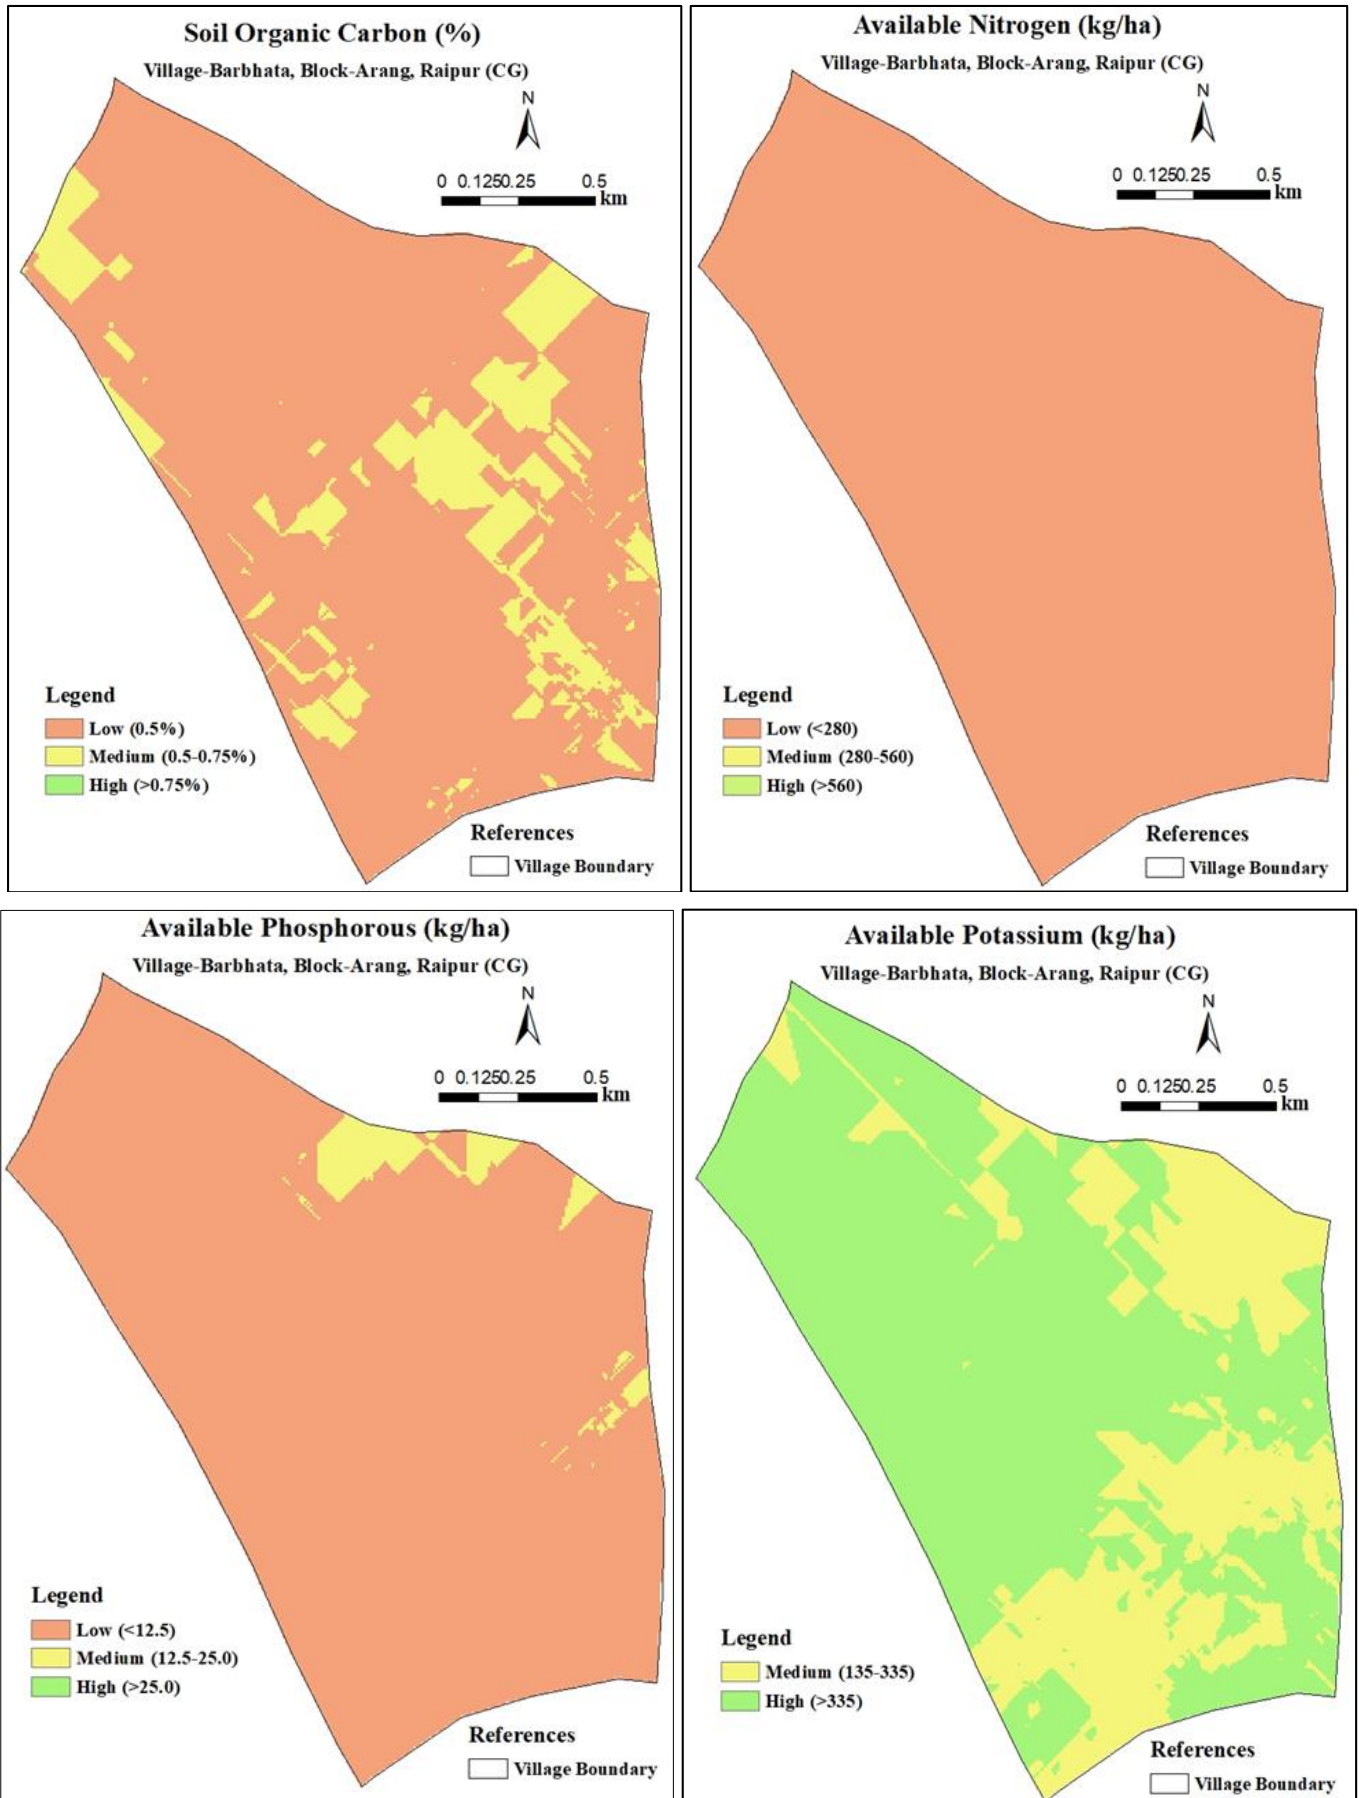 Soil Organic Carbon (%)
Village-Barbhata, Block-Arang, Raipur (CG)
N
0 0.1250.25 0.5
km
Legend
Low (0.5%)
Medium (0.5-0.75%)
High (>0.75%)
References
Village Boundary
Available Nitrogen (kg/ha)
Village-Barbhata, Block-Arang, Raipur (CG)
N
0 0.1250.25 0.5
km
Legend
Low (<280)
Medium (280-560)
High (>560)
References
Village Boundary
Available Phosphorous (kg/ha)
Village-Barbhata, Block-Arang, Raipur (CG)
N
0 0.1250.25 0.5
km
Legend
Low (<12.5)
Medium (12.5-25.0)
High (>25.0)
References
Village Boundary
Available Potassium (kg/ha)
Village-Barbhata, Block-Arang, Raipur (CG)
N
0 0.1250.25 0.5
km
Legend
Medium (135-335)
High (>335)
References
Village Boundary